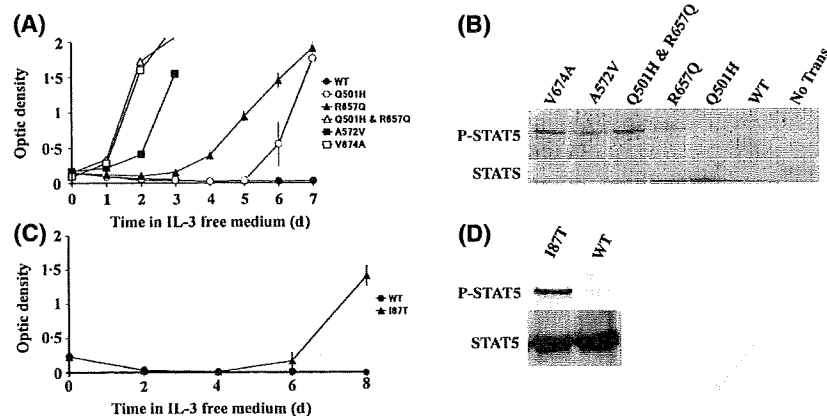 (A)
Optic density
2
1·5
1
0·5
0
0 1 2 3 4 5 6 7
Time in IL-3 free medium (d)
WT
Q501H
R657Q
Q501H & R657Q
A572V
V674A
(B)
V674A
A572V
Q501H & R657Q
R657Q
Q501H
WT
No Trans
P-STAT5
STATS
(C)
Optic density
2
1·5
1
0·5
0
0 2 4 6 8
Time in IL-3 free medium (d)
WT
I87T
(D)
I87T
WT
P-STAT5
STAT5